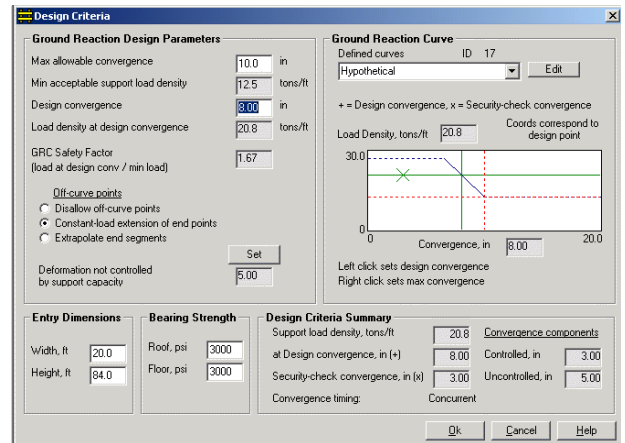 Design Criteria
Ground Reaction Design Parameters
Max allowable convergence 10.0 in
Min acceptable support load density 12.5 tons/ft
Design convergence 8.00 in
Load density at design convergence 20.8 tons/ft
GRC Safety Factor
(load at design conv / min load) 1.67
Off-curve points
Disallow off-curve points
Constant-load extension of end points
Extrapolate end segments
Set
Deformation not controlled
by support capacity 5.00
Ground Reaction Curve
Defined curves ID 17
Hypothetical Edit
+ = Design convergence, x = Security-check convergence
Load Density, tons/ft 20.8 Coords correspond to
design point
30.0
0
0 Convergence, in 8.00 20.0
Left click sets design convergence
Right click sets max convergence
Entry Dimensions
Width, ft 20.0
Height, ft 84.0
Bearing Strength
Roof, psi 3000
Floor, psi 3000
Design Criteria Summary
Support load density, tons/ft 20.8 Convergence components
at Design convergence, in (+) 8.00 Controlled, in 3.00
Security-check convergence, in (x) 3.00 Uncontrolled, in 5.00
Convergence timing: Concurrent
Ok Cancel Help